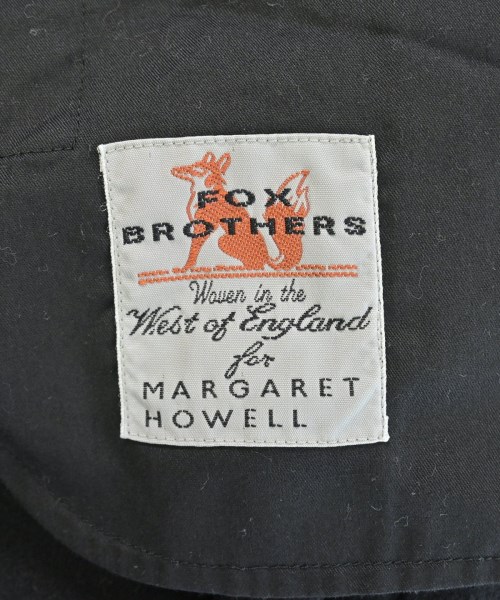 FOX
BROTHERS
Woven in the
West of England
for
MARGARET
HOWELL